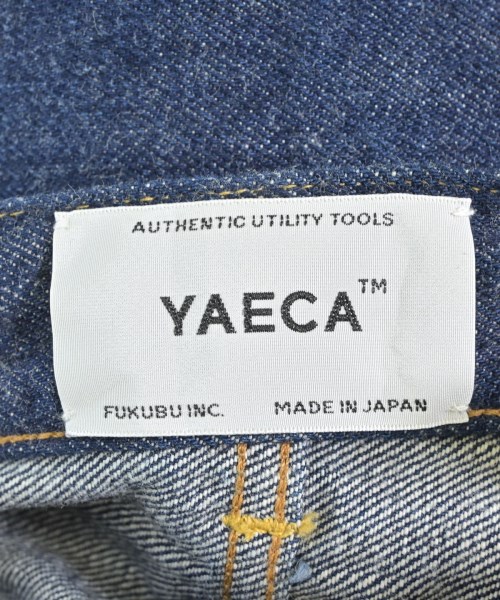 AUTHENTIC UTILITY TOOLS
YAECA™
FUKUBU INC. MADE IN JAPAN